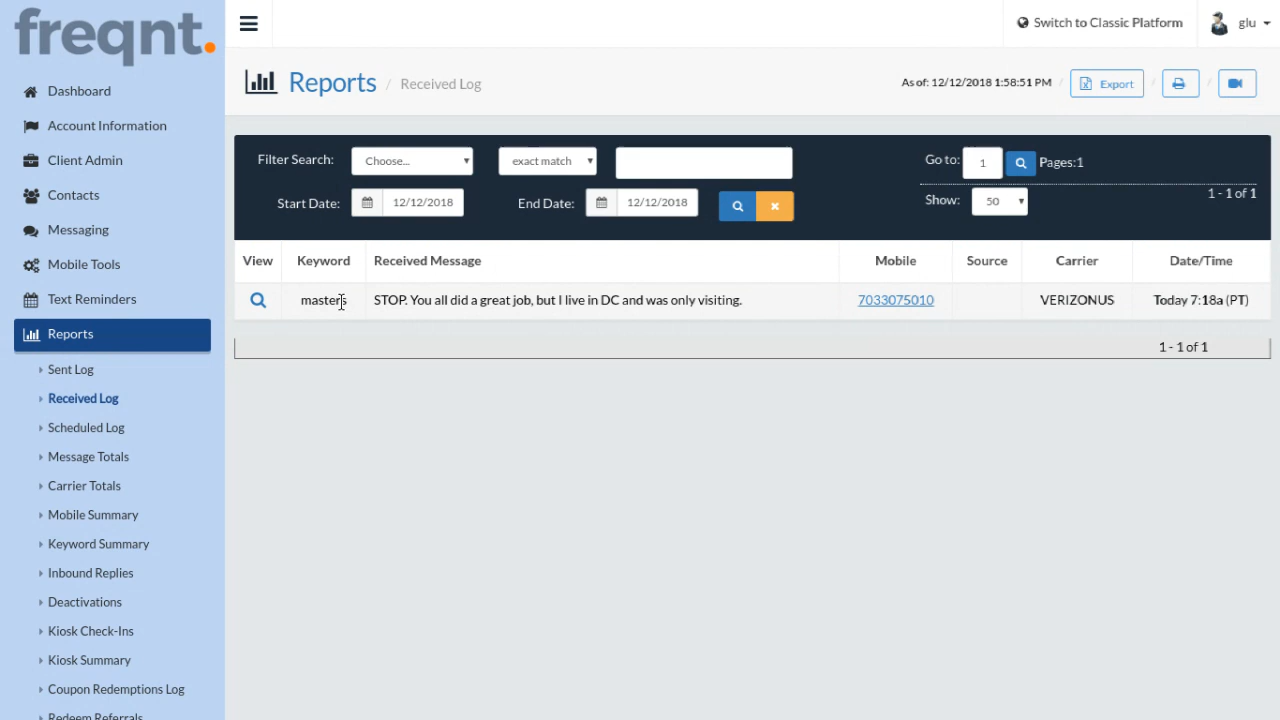 freqnt.
Switch to Classic Platform
glu
Reports / Received Log
As of: 12/12/2018 1:58:51 PM / Export / /
Dashboard
Account Information
Client Admin
Contacts
Messaging
Mobile Tools
Text Reminders
Reports
Sent Log
Received Log
Scheduled Log
Message Totals
Carrier Totals
Mobile Summary
Keyword Summary
Inbound Replies
Deactivations
Kiosk Check-Ins
Kiosk Summary
Coupon Redemptions Log
Redeem Referrals
Filter Search: Choose... exact match
Go to: 1 Pages:1
Start Date: 12/12/2018 End Date: 12/12/2018
Show: 50
1 - 1 of 1
View Keyword Received Message Mobile Source Carrier Date/Time
masters STOP. You all did a great job, but I live in DC and was only visiting. 7033075010 VERIZONUS Today 7:18a (PT)
1 - 1 of 1